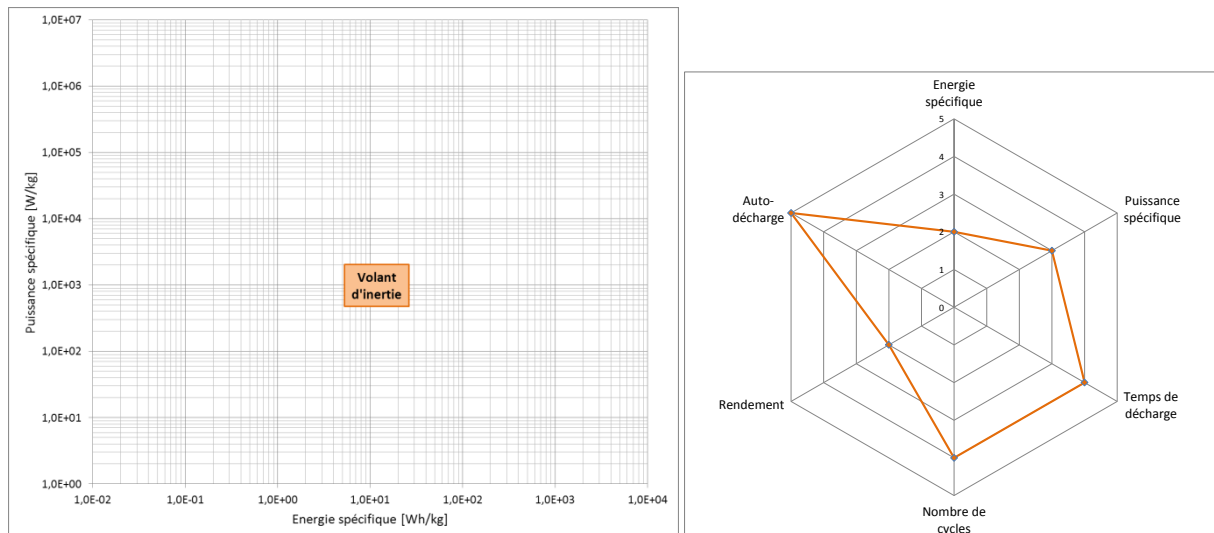 1,0E+07
1,0E+06
1,0E+05
1,0E+04
1,0E+03
1,0E+02
1,0E+01
1,0E+00
Puissance spécifique [W/kg]
Volant
d'inertie
1,0E-02 1,0E-01 1,0E+00 1,0E+01 1,0E+02 1,0E+03 1,0E+04
Energie spécifique [Wh/kg]
Energie
spécifique
5
4
3
2
1
0
Puissance
spécifique
Temps de
décharge
Nombre de
cycles
Rendement
Auto-
décharge